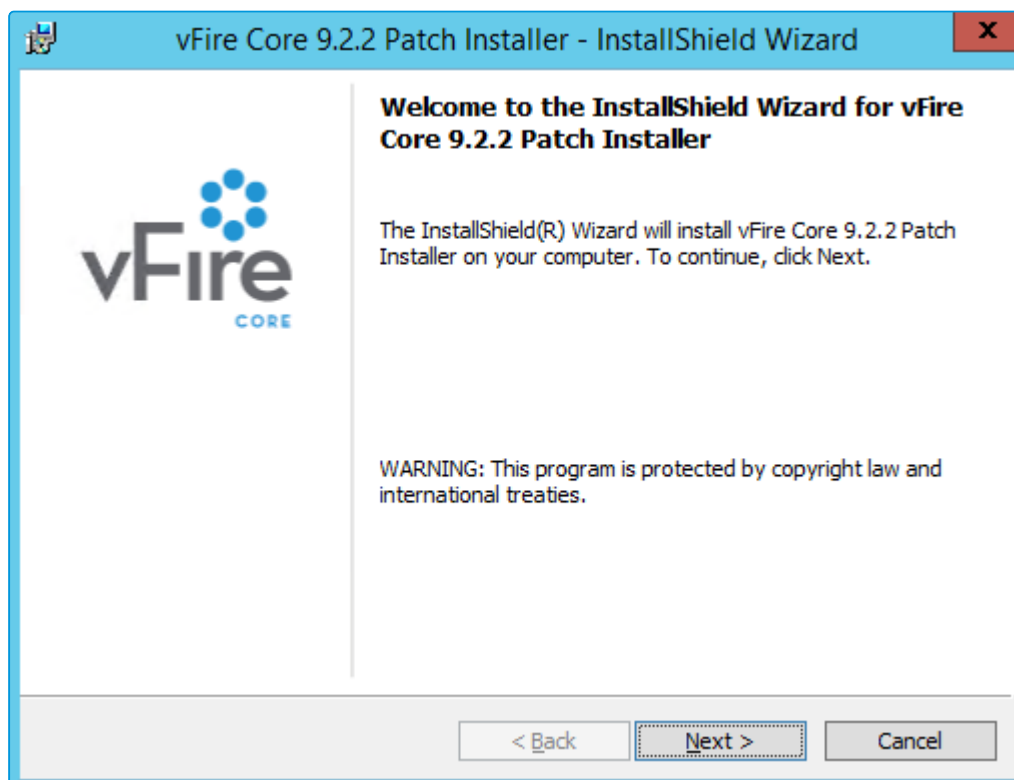 vFire Core 9.2.2 Patch Installer - InstallShield Wizard
x
Welcome to the InstallShield Wizard for vFire
Core 9.2.2 Patch Installer
vFire
CORE
The InstallShield(R) Wizard will install vFire Core 9.2.2 Patch
Installer on your computer. To continue, click Next.
WARNING: This program is protected by copyright law and
international treaties.
< Back
Next >
Cancel